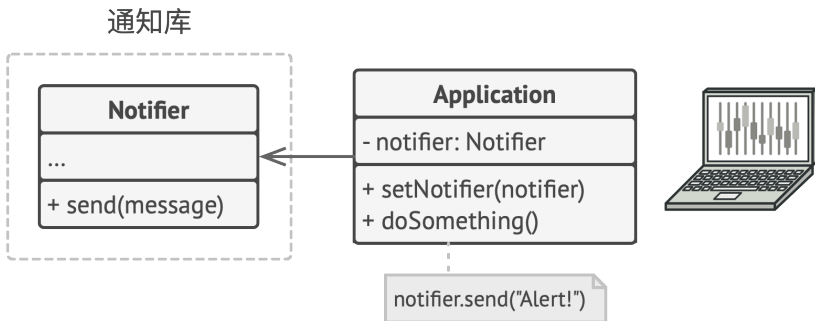 通知库
Notifier
...
+ send(message)
Application
- notifier: Notifier
+ setNotifier(notifier)
+ doSomething()
notifier.send("Alert!")